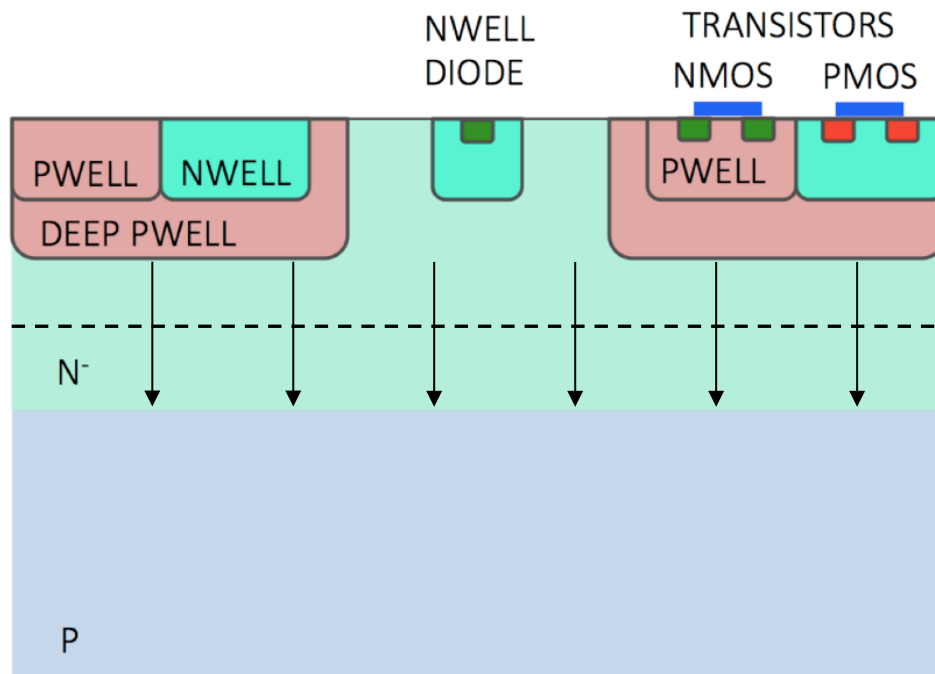 NWELL
DIODE
TRANSISTORS
NMOS
PMOS
PWELL
NWELL
DEEP PWELL
PWELL
N⁻
P